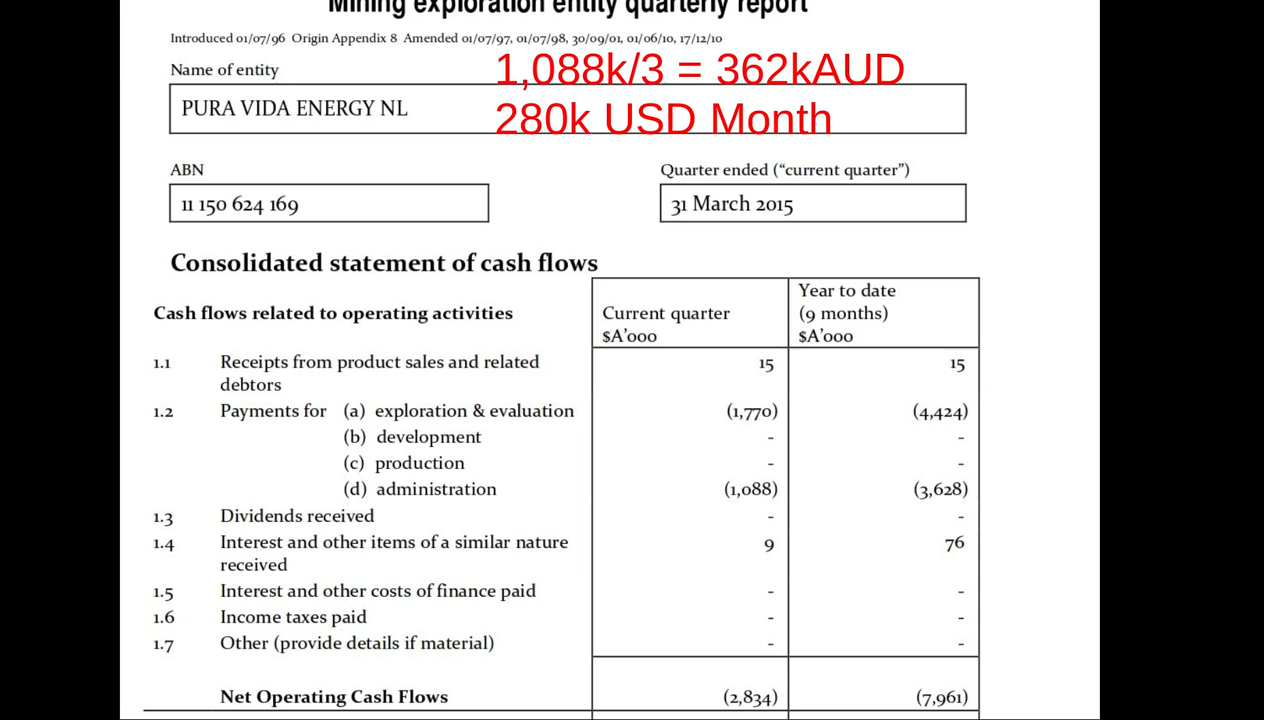 Mining exploration entity quarterly report
Introduced 01/07/96 Origin Appendix 8 Amended 01/07/97, 01/07/98, 30/09/01, 01/06/10, 17/12/10
1,088k/3 = 362kAUD
Name of entity
PURA VIDA ENERGY NL
280k USD Month
ABN
Quarter ended (“current quarter”)
11 150 624 169
31 March 2015
Consolidated statement of cash flows
Cash flows related to operating activities
Current quarter
$A’000
Year to date
(9 months)
$A’000
1.1 Receipts from product sales and related debtors 15 15
1.2 Payments for (a) exploration & evaluation (1,770) (4,424)
(b) development - -
(c) production - -
(d) administration (1,088) (3,628)
1.3 Dividends received - -
1.4 Interest and other items of a similar nature received 9 76
1.5 Interest and other costs of finance paid - -
1.6 Income taxes paid - -
1.7 Other (provide details if material) - -
Net Operating Cash Flows (2,834) (7,961)